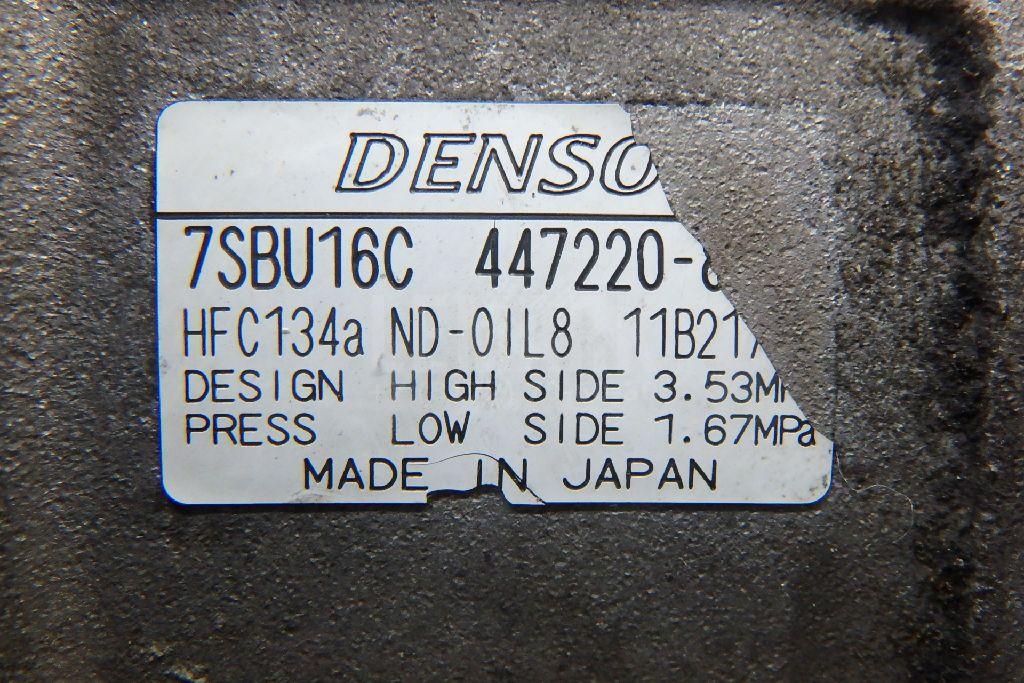 DENSO
7SBU16C 447220-
HFC134a ND-OIL8 11B21
DESIGN HIGH SIDE 3.53M
PRESS LOW SIDE 1.67MPa
MADE IN JAPAN